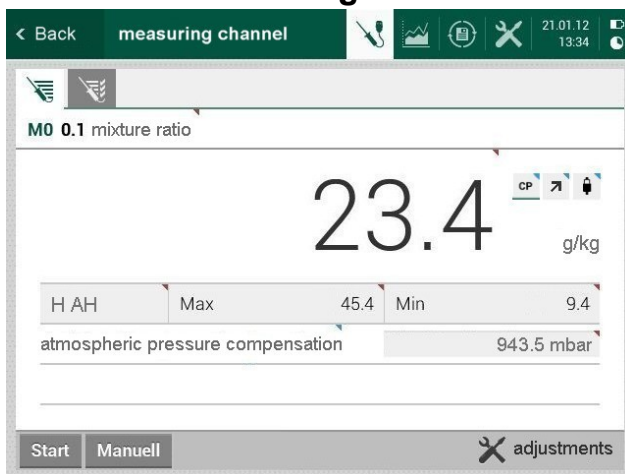 < Back measuring channel 21.01.12
13:34
M0 0.1 mixture ratio
23.4 CP
g/kg
H AH Max 45.4 Min 9.4
atmospheric pressure compensation 943.5 mbar
Start Manuell adjustments